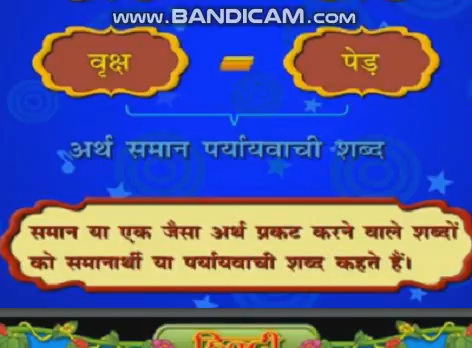 www.BANDICAM.com
वृक्ष = पेड़
अर्थ समान पर्यायवाची शब्द
समान या एक जैसा अर्थ प्रकट करने वाले शब्दों
को समानार्थी या पर्यायवाची शब्द कहते हैं।
हिन्दी